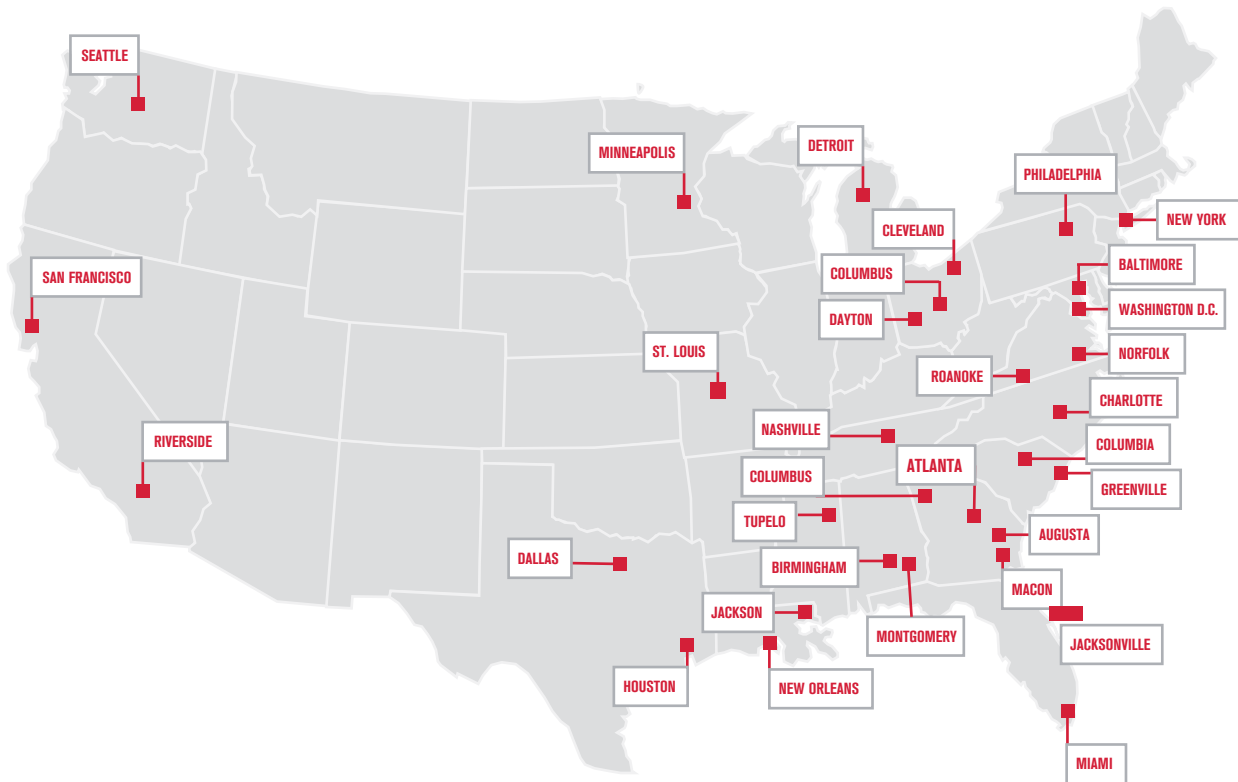 SEATTLE
MINNEAPOLIS
DETROIT
PHILADELPHIA
NEW YORK
CLEVELAND
SAN FRANCISCO
COLUMBUS
BALTIMORE
DAYTON
WASHINGTON D.C.
ST. LOUIS
NORFOLK
ROANOKE
CHARLOTTE
RIVERSIDE
NASHVILLE
COLUMBIA
ATLANTA
COLUMBUS
GREENVILLE
TUPELO
AUGUSTA
DALLAS
BIRMINGHAM
MACON
JACKSON
MONTGOMERY
JACKSONVILLE
HOUSTON
NEW ORLEANS
MIAMI